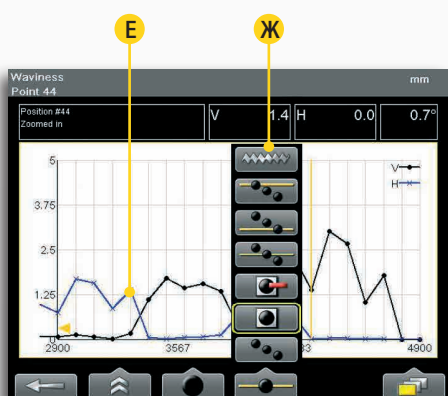 Е Ж
Waviness mm
Point 44
Position #44
Zoomed in
V 1.4 H 0.0 0.7°
5
V
H
3.75
2.5
1.25
0
2900 3567 4900